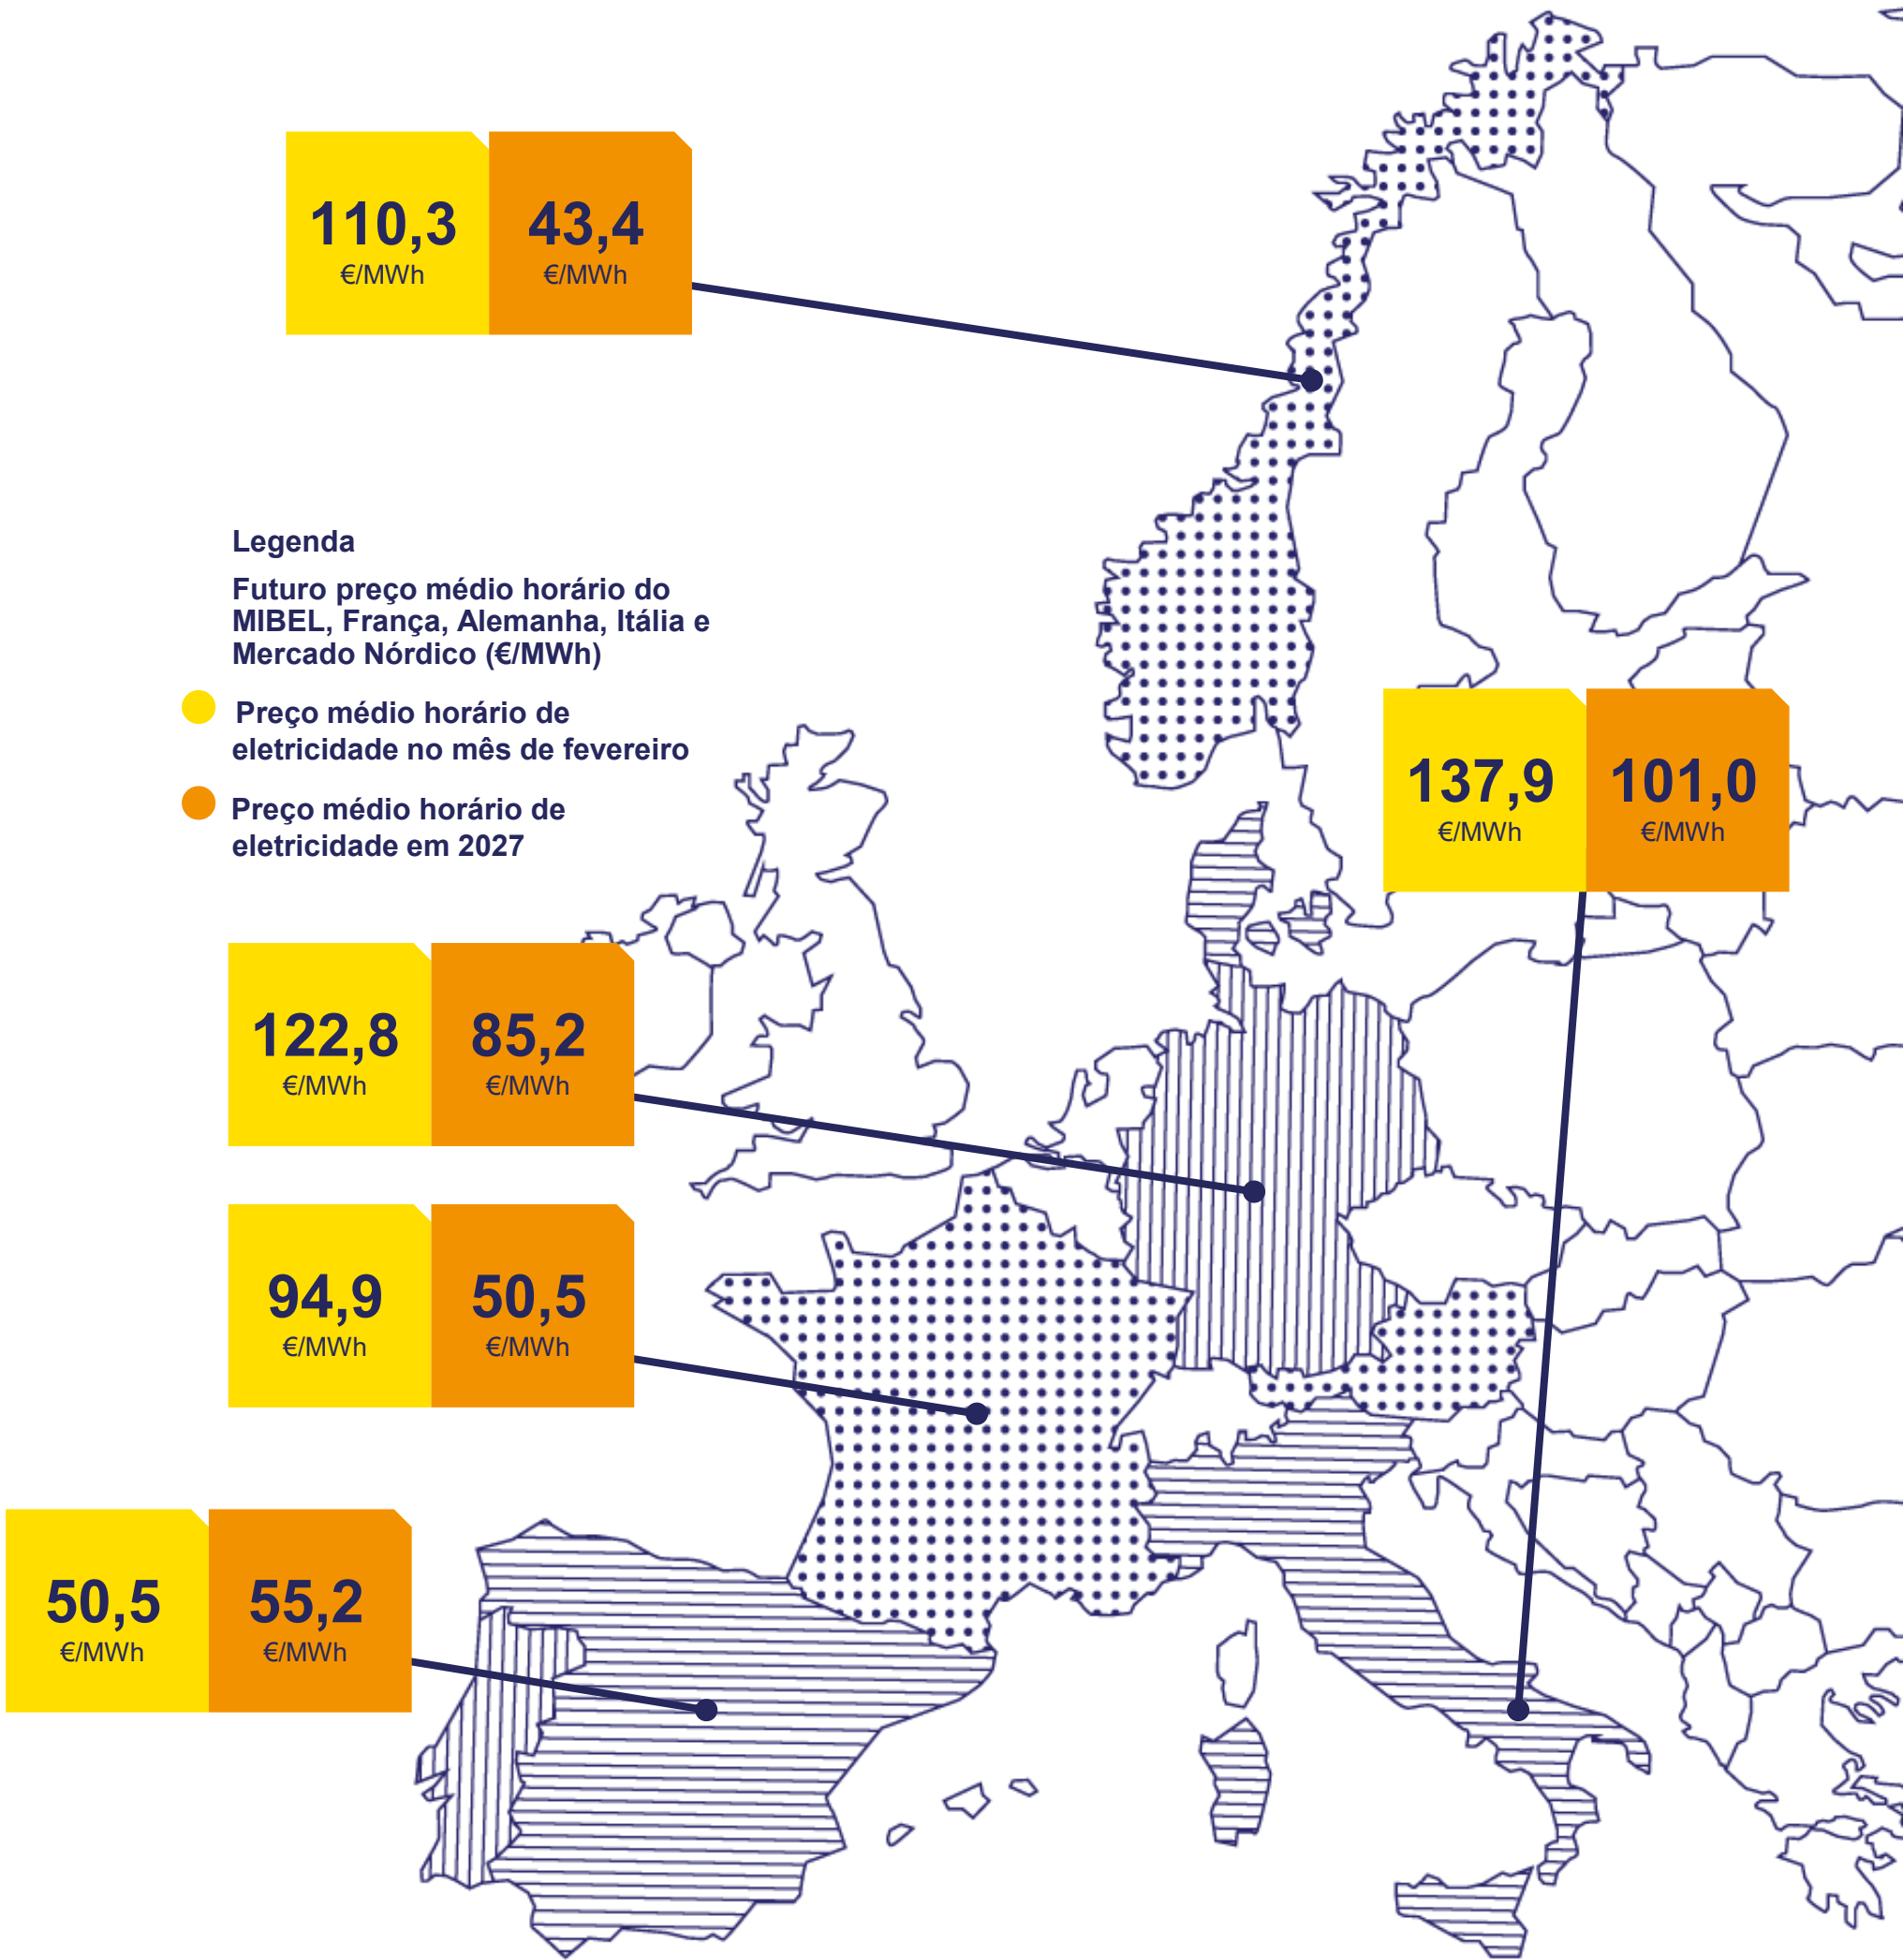 110,3
€/MWh
43,4
€/MWh
Legenda
Futuro preço médio horário do
MIBEL, França, Alemanha, Itália e
Mercado Nórdico (€/MWh)
Preço médio horário de
eletricidade no mês de fevereiro
Preço médio horário de
eletricidade em 2027
137,9
€/MWh
101,0
€/MWh
122,8
€/MWh
85,2
€/MWh
94,9
€/MWh
50,5
€/MWh
50,5
€/MWh
55,2
€/MWh